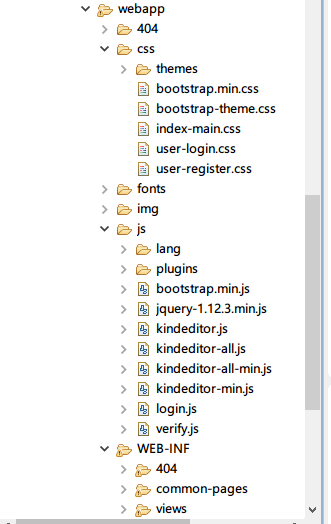 webapp
404
css
themes
bootstrap.min.css
bootstrap-theme.css
index-main.css
user-login.css
user-register.css
fonts
img
js
lang
plugins
bootstrap.min.js
jquery-1.12.3.min.js
kindeditor.js
kindeditor-all.js
kindeditor-all-min.js
kindeditor-min.js
login.js
verify.js
WEB-INF
404
common-pages
views